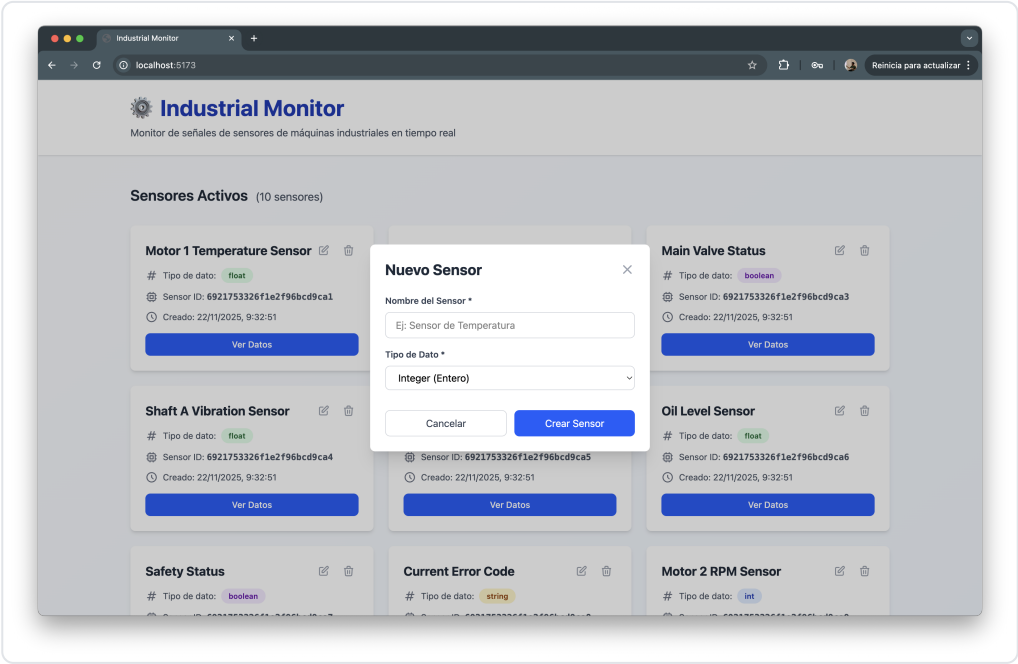 Industrial Monitor
localhost:5173
Reinicia para actualizar
Industrial Monitor
Monitor de señales de sensores de máquinas industriales en tiempo real
Sensores Activos (10 sensores)
Motor 1 Temperature Sensor
Tipo de dato: float
Sensor ID: 6921753326f1e2f96bcd9ca1
Creado: 22/11/2025, 9:32:51
Ver Datos
Main Valve Status
Tipo de dato: boolean
Sensor ID: 6921753326f1e2f96bcd9ca3
Creado: 22/11/2025, 9:32:51
Ver Datos
Nuevo Sensor
Nombre del Sensor *
Ej: Sensor de Temperatura
Tipo de Dato *
Integer (Entero)
Cancelar
Crear Sensor
Shaft A Vibration Sensor
Tipo de dato: float
Sensor ID: 6921753326f1e2f96bcd9ca4
Creado: 22/11/2025, 9:32:51
Ver Datos
Sensor ID: 6921753326f1e2f96bcd9ca5
Creado: 22/11/2025, 9:32:51
Ver Datos
Oil Level Sensor
Tipo de dato: float
Sensor ID: 6921753326f1e2f96bcd9ca6
Creado: 22/11/2025, 9:32:51
Ver Datos
Safety Status
Tipo de dato: boolean
Current Error Code
Tipo de dato: string
Motor 2 RPM Sensor
Tipo de dato: int